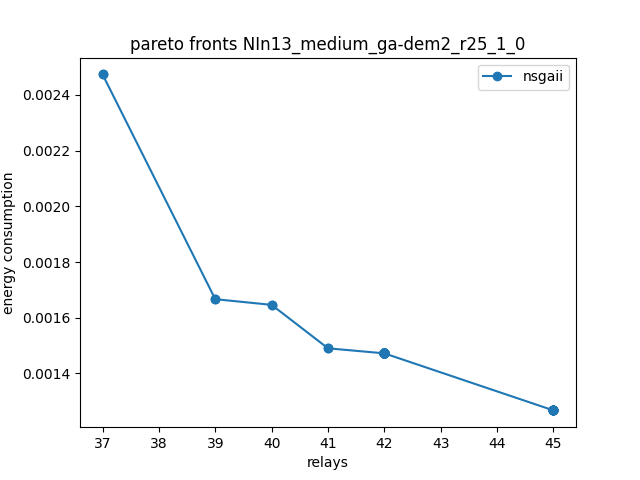 pareto fronts NIn13_medium_ga-dem2_r25_1_0
nsgaii
energy consumption
0.0024
0.0022
0.0020
0.0018
0.0016
0.0014
37 38 39 40 41 42 43 44 45
relays